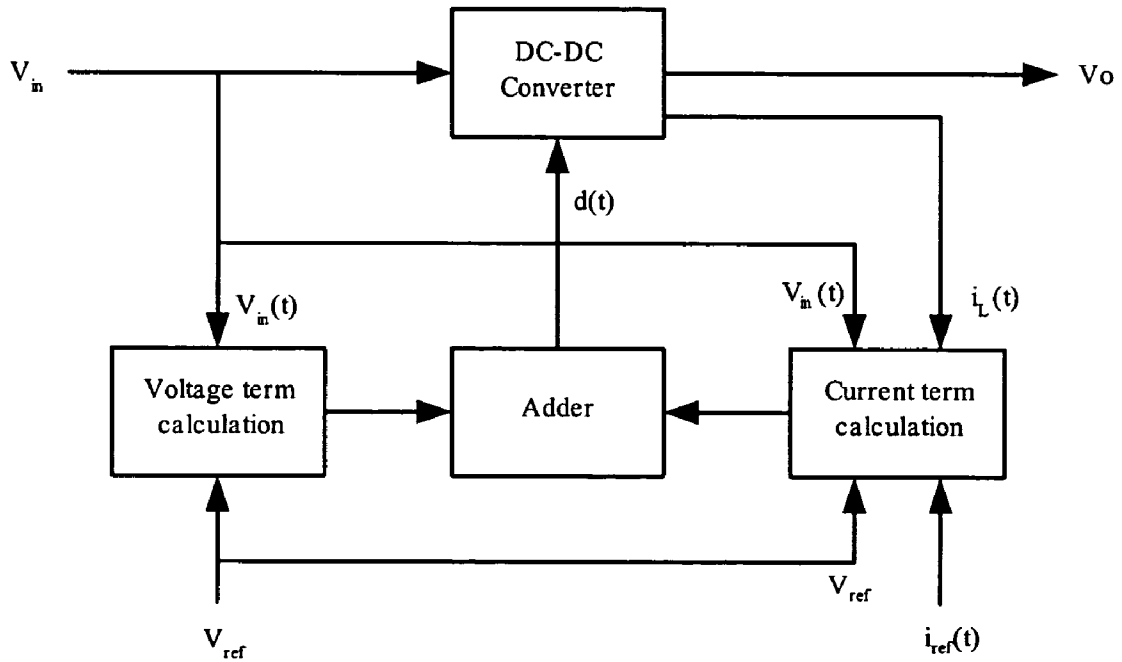 DC-DC
Converter
V_in
Vo
d(t)
V_in(t)
V_in(t)
i_L(t)
Voltage term
calculation
Adder
Current term
calculation
V_ref
V_ref
i_ref(t)